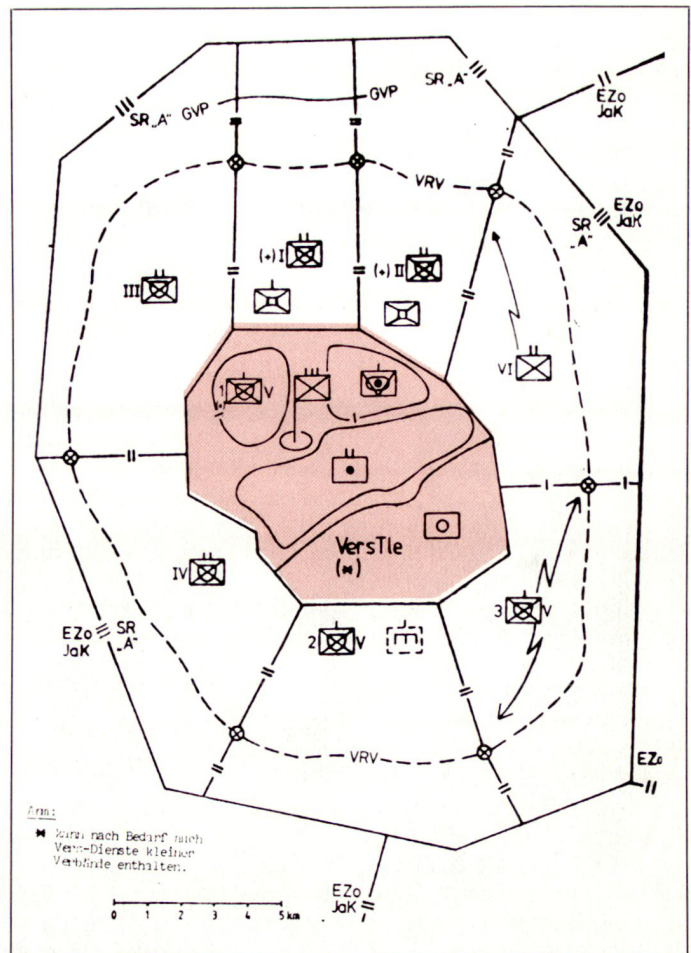 SR „A"
GVP
GVP
SR „A"
EZo
JaK
VRV
EZo
JaK
SR
„A"
(+) I
(+) II
III
VI
1
V
VersTle
(*)
IV
3
V
2
V
EZo
JaK
SR
„A"
VRV
EZo
Anm:
* kann nach Bedarf auch
Vers-Dienste kleiner
Verbände enthalten.
EZo
JaK
0 1 2 3 4 5 km